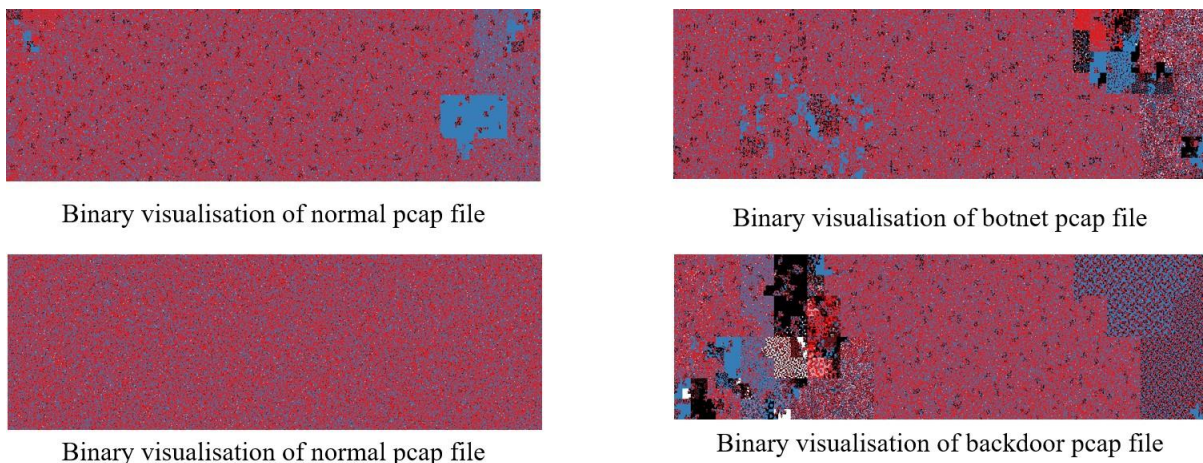 Binary visualisation of normal pcap file
Binary visualisation of botnet pcap file
Binary visualisation of normal pcap file
Binary visualisation of backdoor pcap file